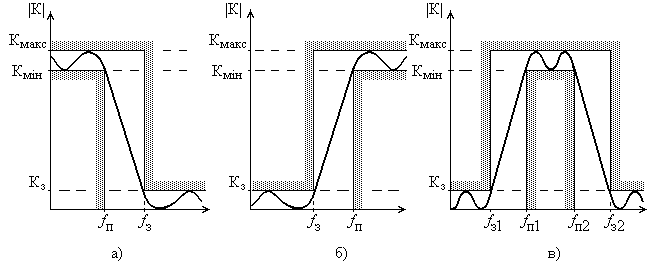 |K|
Kмакс
Kмін
Kз
fп
fз
а)
|K|
Kмакс
Kмін
Kз
fз
fп
б)
|K|
Kмакс
Kмін
Kз
fз1
fп1
fп2
fз2
в)